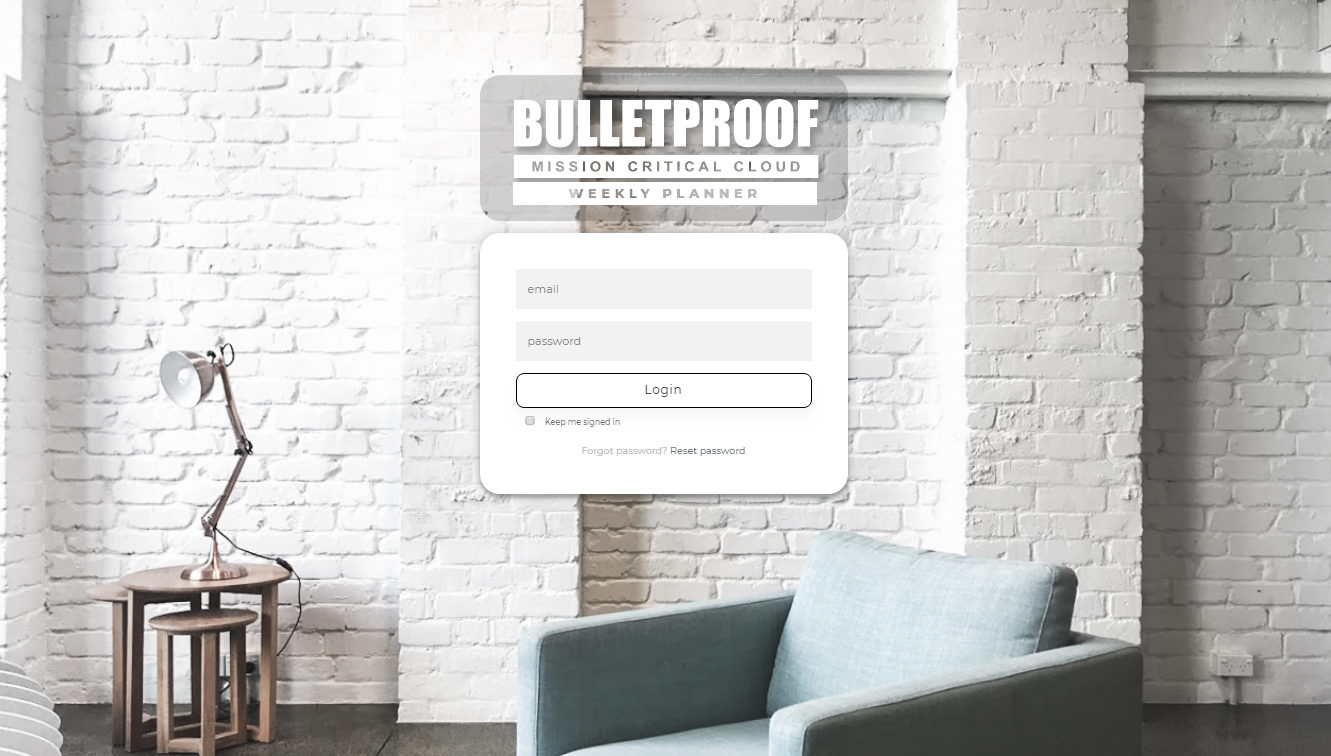 BULLETPROOF
MISSION CRITICAL CLOUD
WEEKLY PLANNER
email
password
Login
Keep me signed in
Forgot password? Reset password